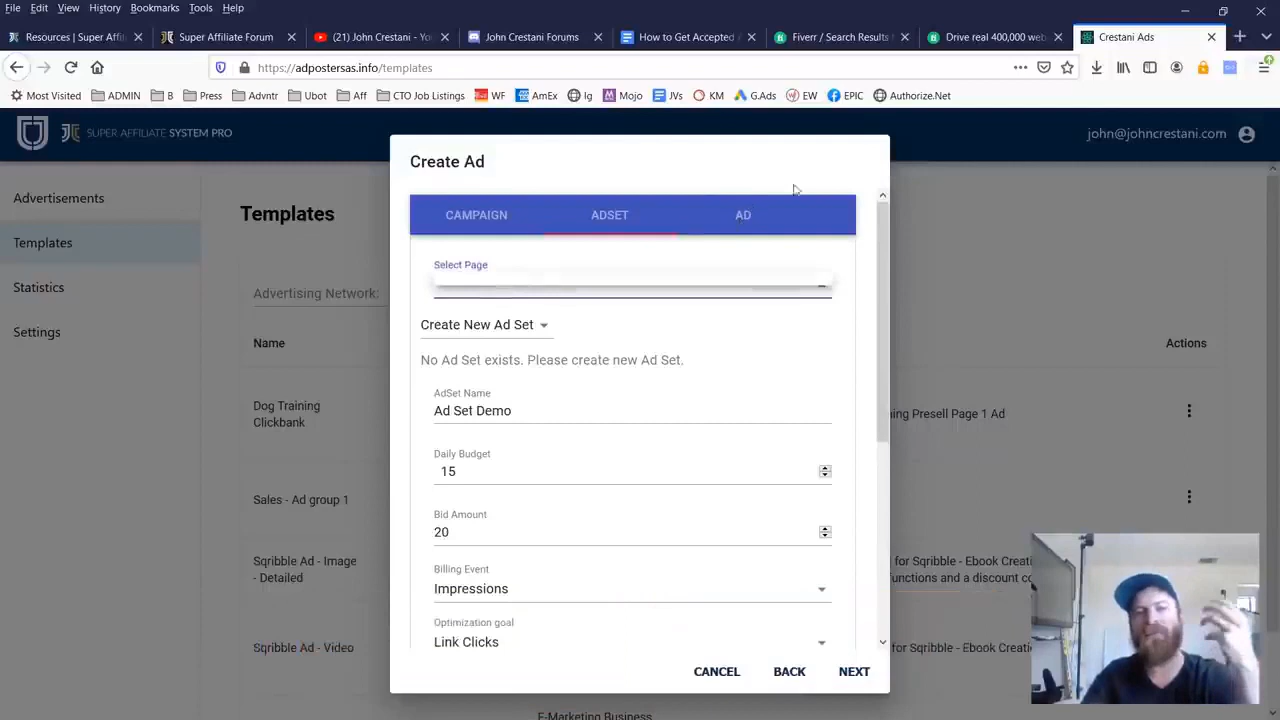 File Edit View History Bookmarks Tools Help
Resources | Super Affili
Super Affiliate Forum
(21) John Crestani - Yo
John Crestani Forums
How to Get Accepted
Fiverr / Search Results
Drive real 400,000 web
Crestani Ads
https://adpostersas.info/templates
Most Visited ADMIN B Press Advntr Ubot Aff CTO Job Listings WF AmEx Ig Mojo JVs KM G.Ads EW EPIC Authorize.Net
SUPER AFFILIATE SYSTEM PRO
john@johncrestani.com
Advertisements
Templates
Statistics
Settings
Templates
Advertising Network:
Name
Actions
Dog Training
Clickbank
ning Presell Page 1 Ad
Sales - Ad group 1
Sqribble Ad - Image
- Detailed
for Sqribble - Ebook Creati
functions and a discount co
Sqribble Ad - Video
for Sqribble - Ebook Creati
E-Marketing Business
Create Ad
CAMPAIGN ADSET AD
Select Page
Create New Ad Set
No Ad Set exists. Please create new Ad Set.
AdSet Name
Ad Set Demo
Daily Budget
15
Bid Amount
20
Billing Event
Impressions
Optimization goal
Link Clicks
CANCEL BACK NEXT